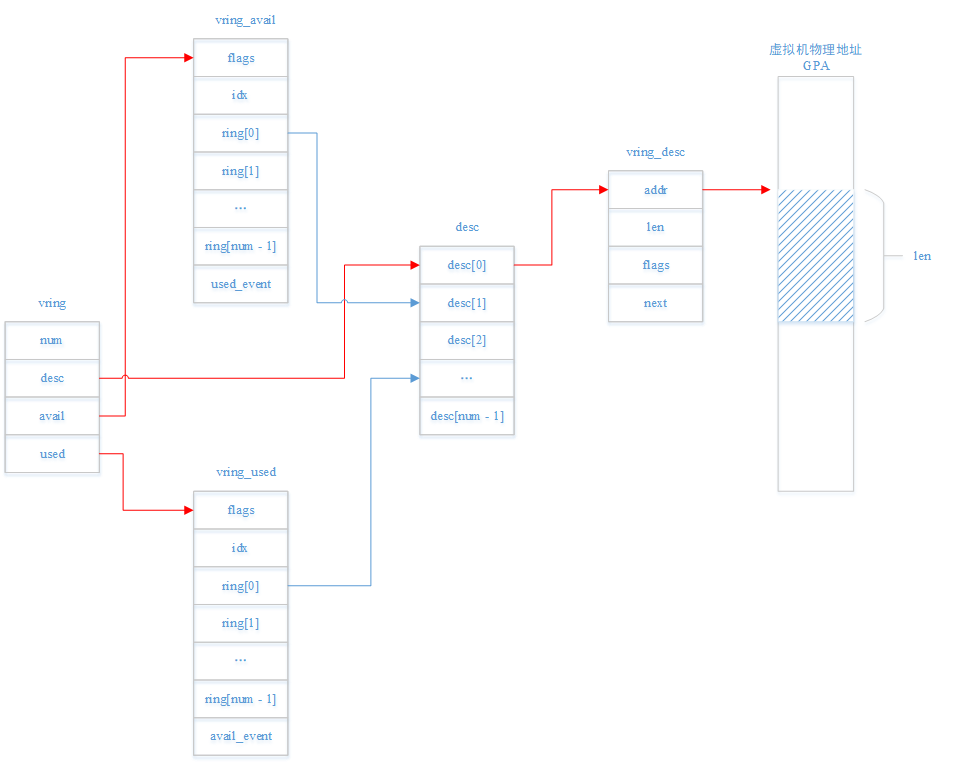 vring_avail
flags
idx
ring[0]
ring[1]
...
ring[num - 1]
used_event
vring
num
desc
avail
used
vring_used
flags
idx
ring[0]
ring[1]
...
ring[num - 1]
avail_event
desc
desc[0]
desc[1]
desc[2]
...
desc[num - 1]
vring_desc
addr
len
flags
next
虚拟机物理地址
GPA
len